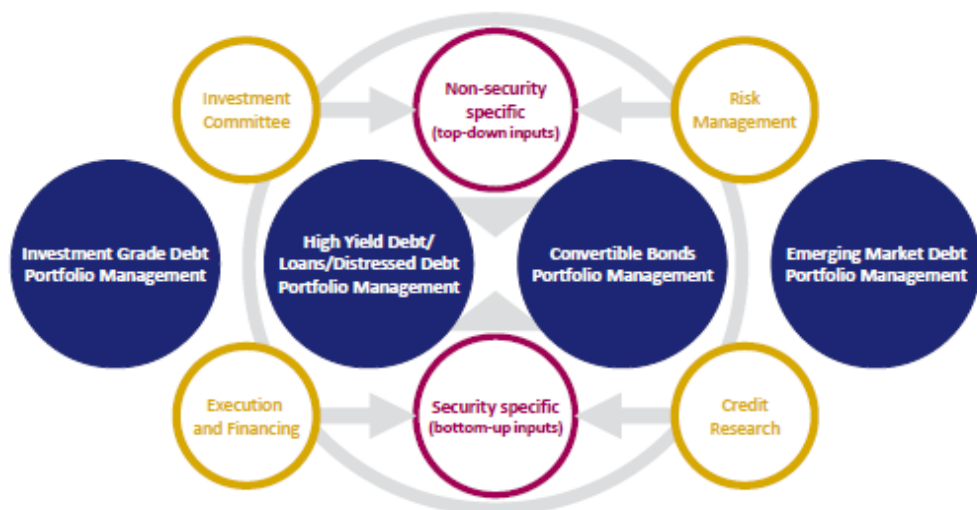 Investment
Committee
Non-security
specific
(top-down inputs)
Risk
Management
Investment Grade Debt
Portfolio Management
High Yield Debt/
Loans/Distressed Debt
Portfolio Management
Convertible Bonds
Portfolio Management
Emerging Market Debt
Portfolio Management
Execution
and Financing
Security specific
(bottom-up inputs)
Credit
Research